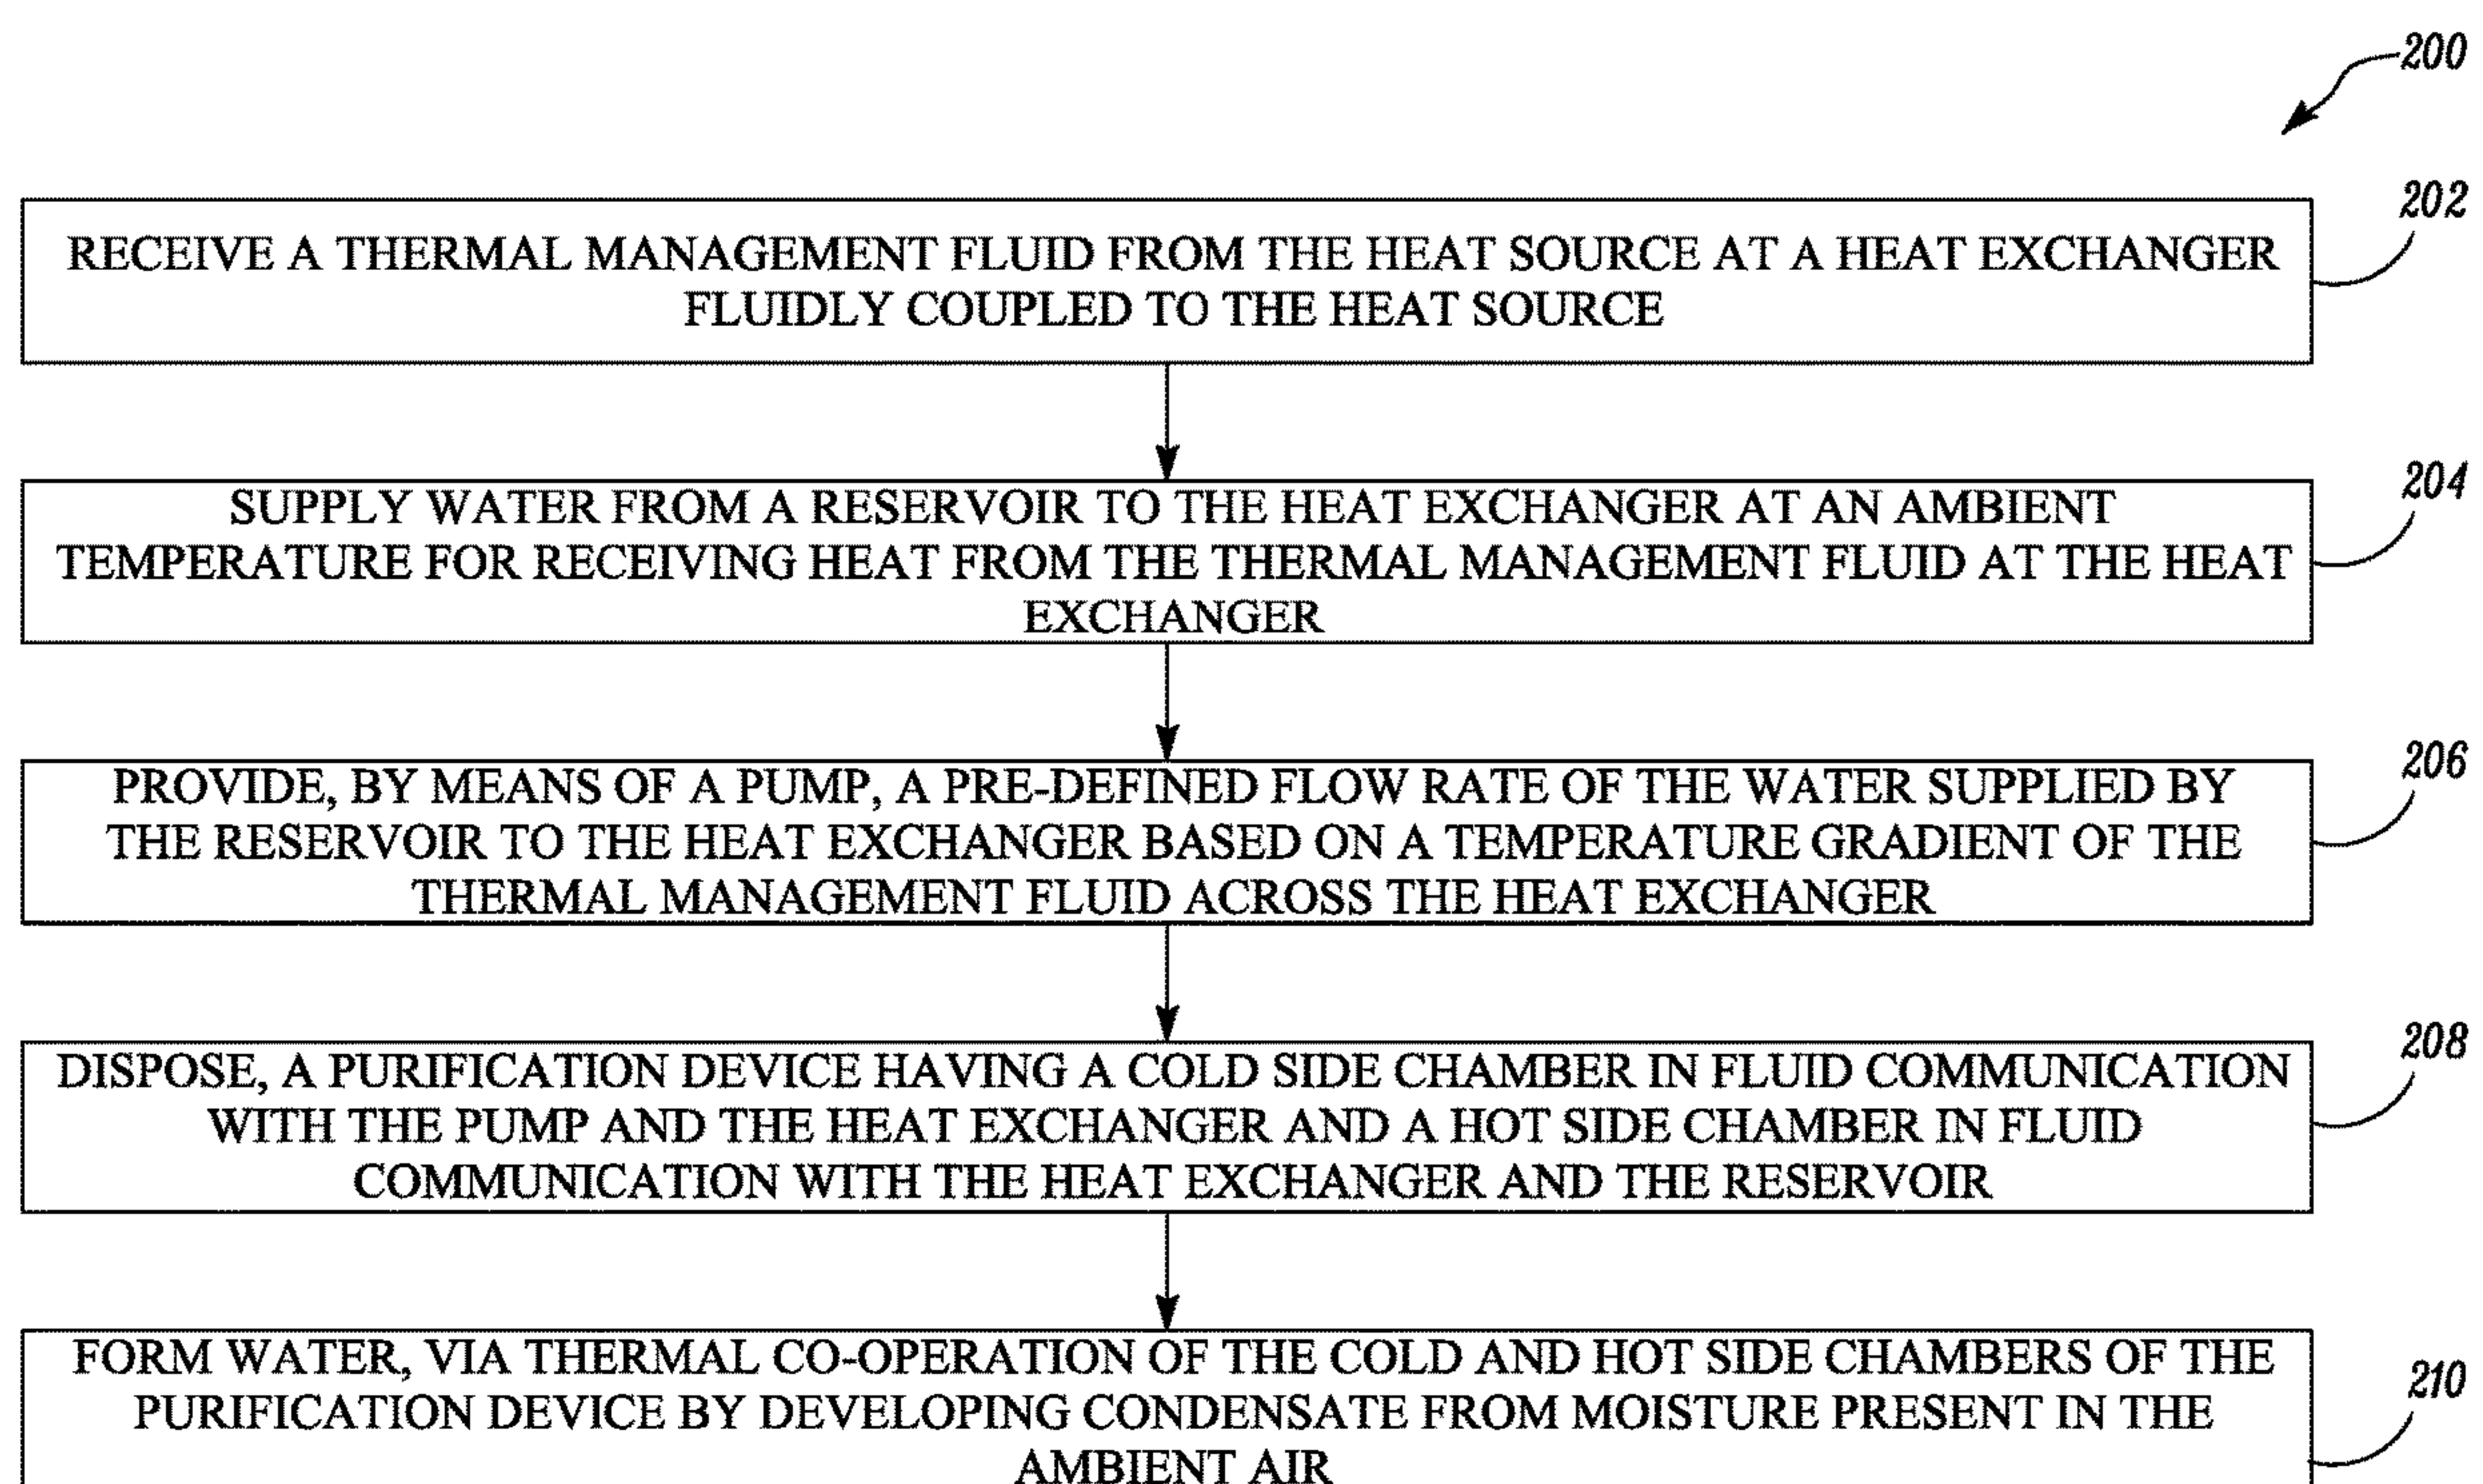 200
202
RECEIVE A THERMAL MANAGEMENT FLUID FROM THE HEAT SOURCE AT A HEAT EXCHANGER
FLUIDLY COUPLED TO THE HEAT SOURCE
204
SUPPLY WATER FROM A RESERVOIR TO THE HEAT EXCHANGER AT AN AMBIENT
TEMPERATURE FOR RECEIVING HEAT FROM THE THERMAL MANAGEMENT FLUID AT THE HEAT
EXCHANGER
206
PROVIDE, BY MEANS OF A PUMP, A PRE-DEFINED FLOW RATE OF THE WATER SUPPLIED BY
THE RESERVOIR TO THE HEAT EXCHANGER BASED ON A TEMPERATURE GRADIENT OF THE
THERMAL MANAGEMENT FLUID ACROSS THE HEAT EXCHANGER
208
DISPOSE, A PURIFICATION DEVICE HAVING A COLD SIDE CHAMBER IN FLUID COMMUNICATION
WITH THE PUMP AND THE HEAT EXCHANGER AND A HOT SIDE CHAMBER IN FLUID
COMMUNICATION WITH THE HEAT EXCHANGER AND THE RESERVOIR
210
FORM WATER, VIA THERMAL CO-OPERATION OF THE COLD AND HOT SIDE CHAMBERS OF THE
PURIFICATION DEVICE BY DEVELOPING CONDENSATE FROM MOISTURE PRESENT IN THE
AMBIENT AIR